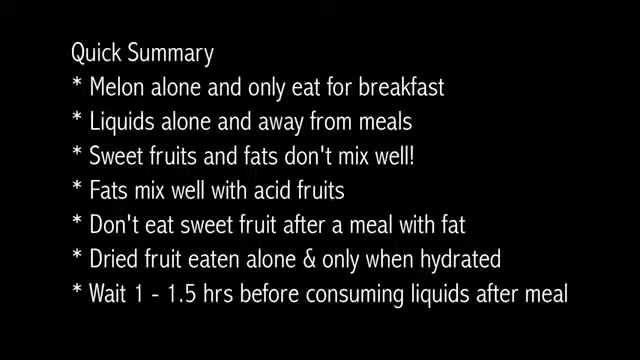 Quick Summary
* Melon alone and only eat for breakfast
* Liquids alone and away from meals
* Sweet fruits and fats don't mix well!
* Fats mix well with acid fruits
* Don't eat sweet fruit after a meal with fat
* Dried fruit eaten alone & only when hydrated
* Wait 1 - 1.5 hrs before consuming liquids after meal